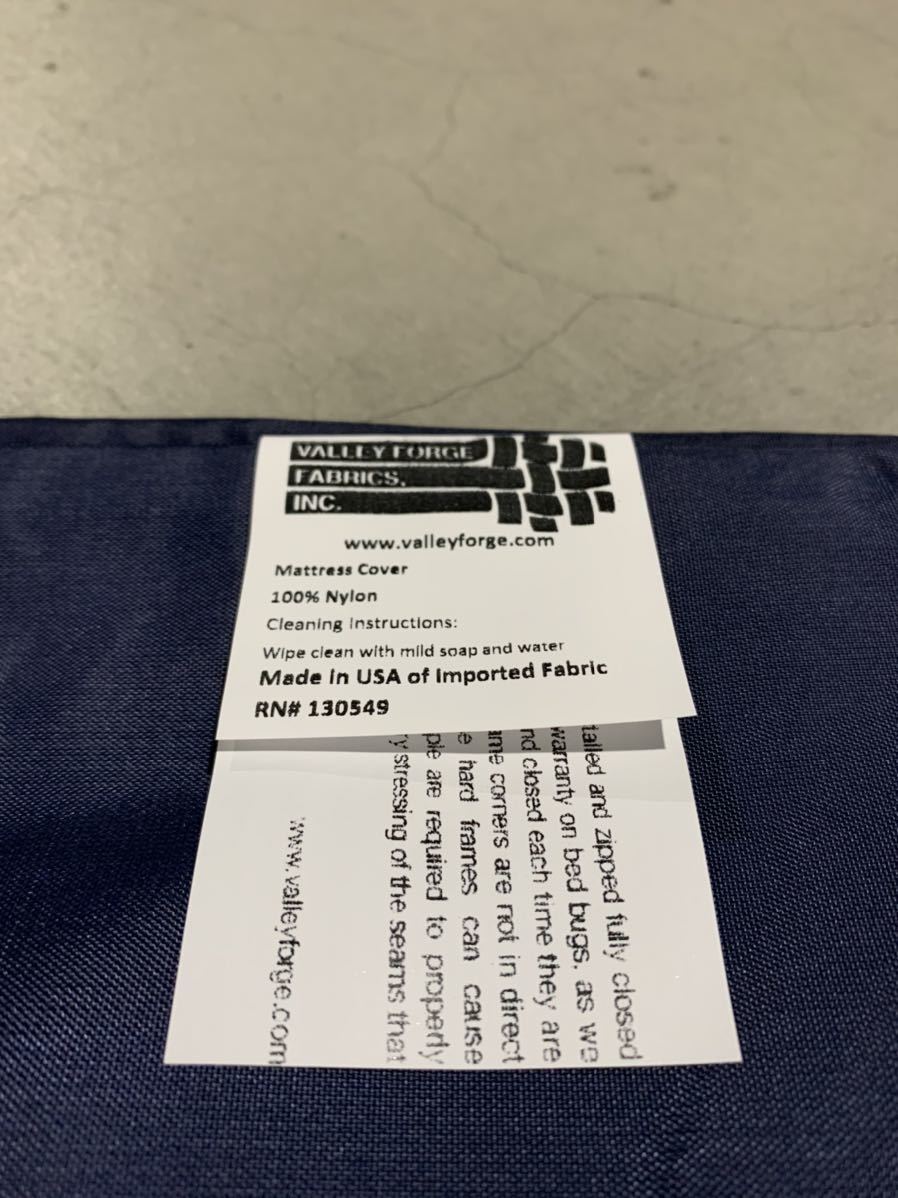 VALLEY FORGE
FABRICS,
INC.
www.valleyforge.com
Mattress Cover
100% Nylon
Cleaning Instructions:
Wipe clean with mild soap and water
Made in USA of Imported Fabric
RN# 130549
tailed and zipped fully closed
warranty on bed bugs, as we
nd closed each time they are
ame corners are not in direct
e hard frames can cause
ple are required to properly
y stressing of the seams that
www.valleyforge.com